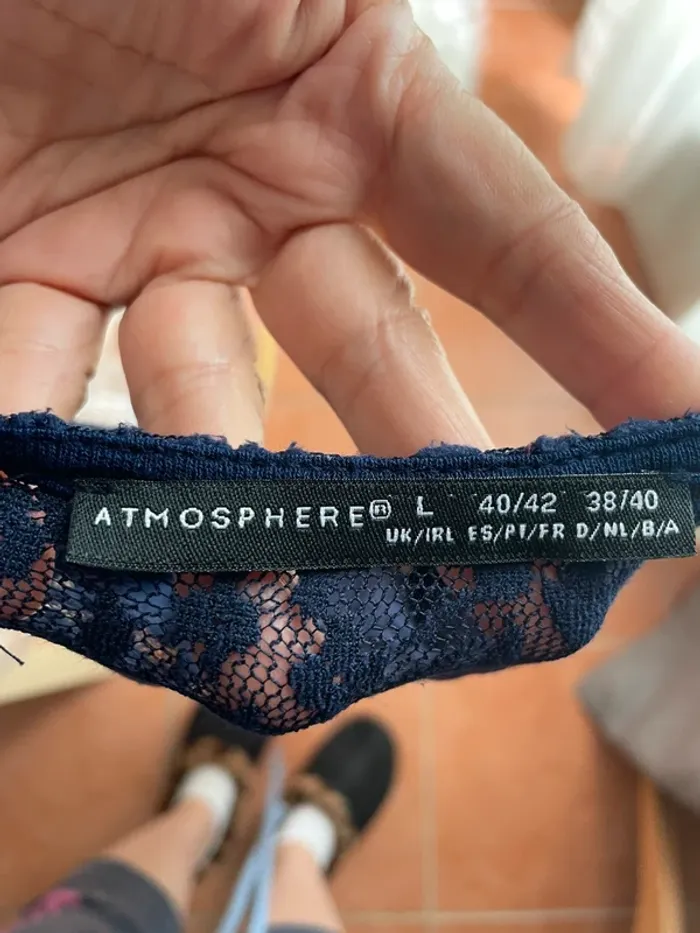 ATMOSPHERE® L 40/42 38/40
UK/IRL ES/PT/FR D/NL/B/A